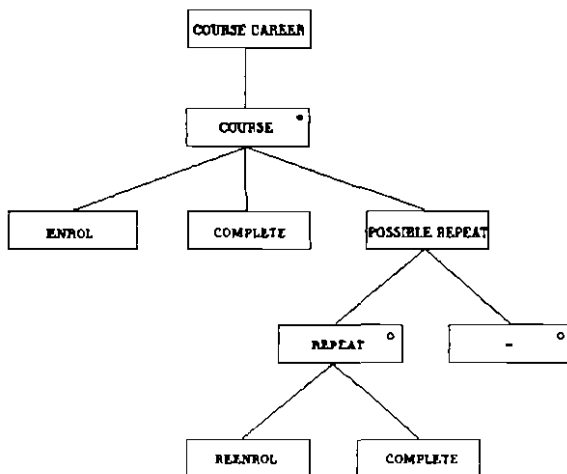 COURSE CAREER
COURSE *
ENROL
COMPLETE
POSSIBLE REPEAT
REPEAT o
- o
REENROL
COMPLETE